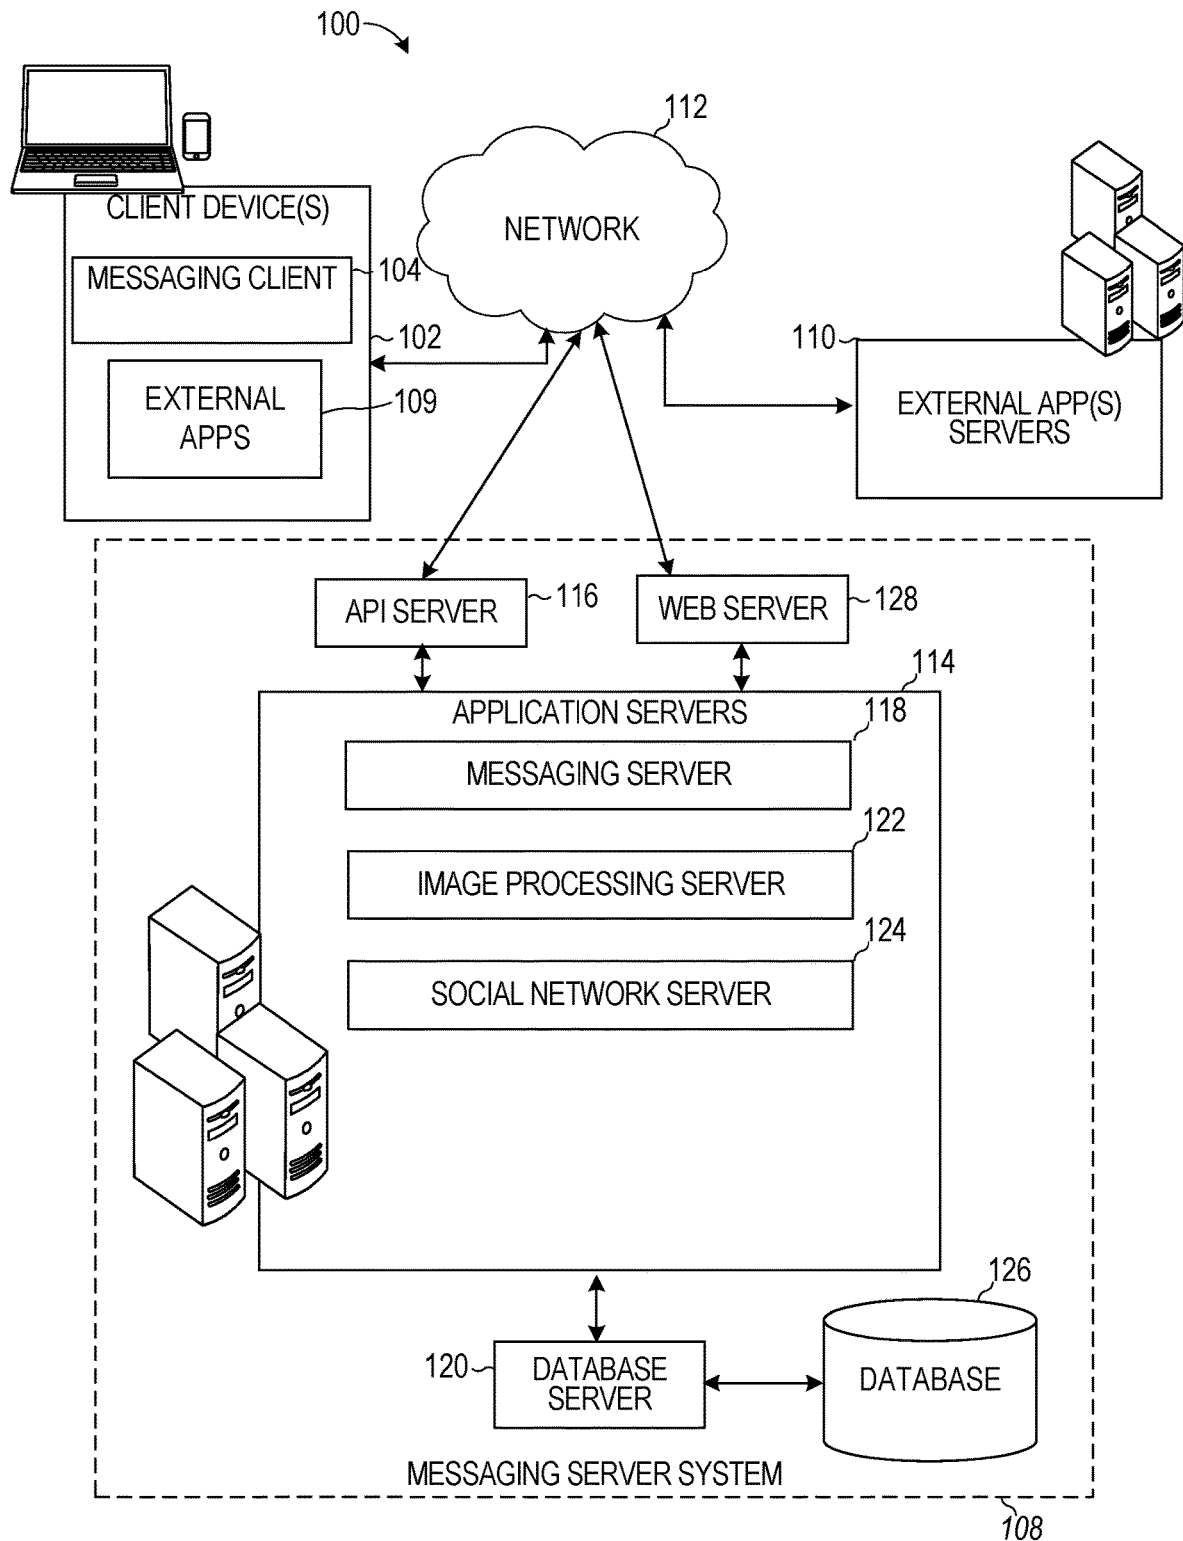 100
112
CLIENT DEVICE(S)
NETWORK
MESSAGING CLIENT
104
102
110
EXTERNAL
APPS
109
EXTERNAL APP(S)
SERVERS
API SERVER
116
WEB SERVER
128
114
APPLICATION SERVERS
118
MESSAGING SERVER
122
IMAGE PROCESSING SERVER
124
SOCIAL NETWORK SERVER
126
120
DATABASE
SERVER
DATABASE
MESSAGING SERVER SYSTEM
108